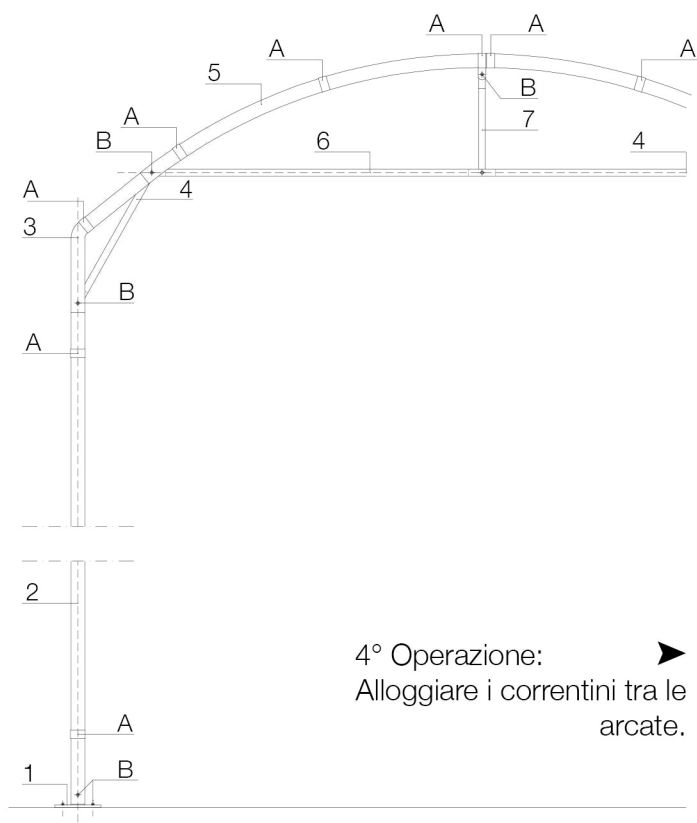 A A
A A
5
B
A
7
B
6 4
4
A
3
B
A
2
4° Operazione: ➤
Alloggiare i correntini tra le
arcate.
A
1 B